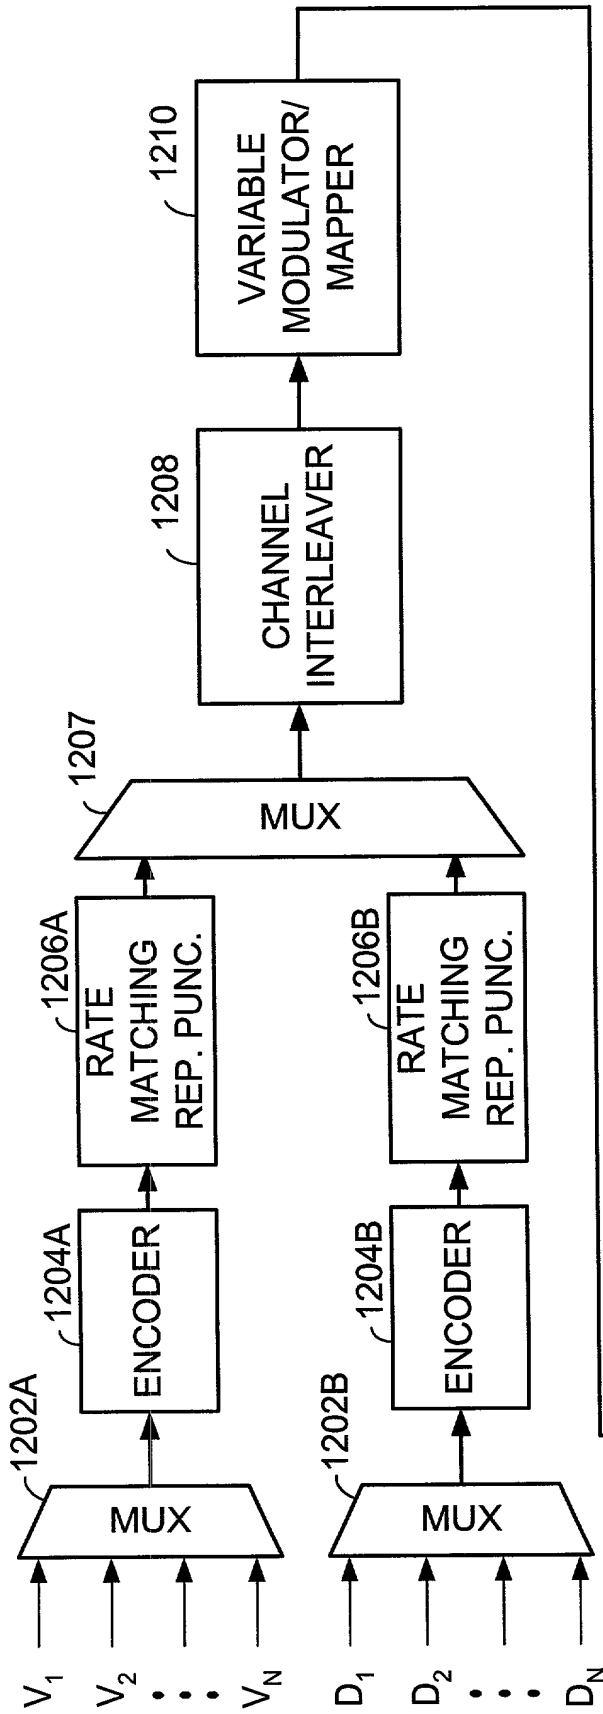 V1
V2
VN
MUX
1202A
ENCODER
1204A
RATE
MATCHING
REP. PUNC.
1206A
D1
D2
DN
MUX
1202B
ENCODER
1204B
RATE
MATCHING
REP. PUNC.
1206B
MUX
1207
CHANNEL
INTERLEAVER
1208
VARIABLE
MODULATOR/
MAPPER
1210